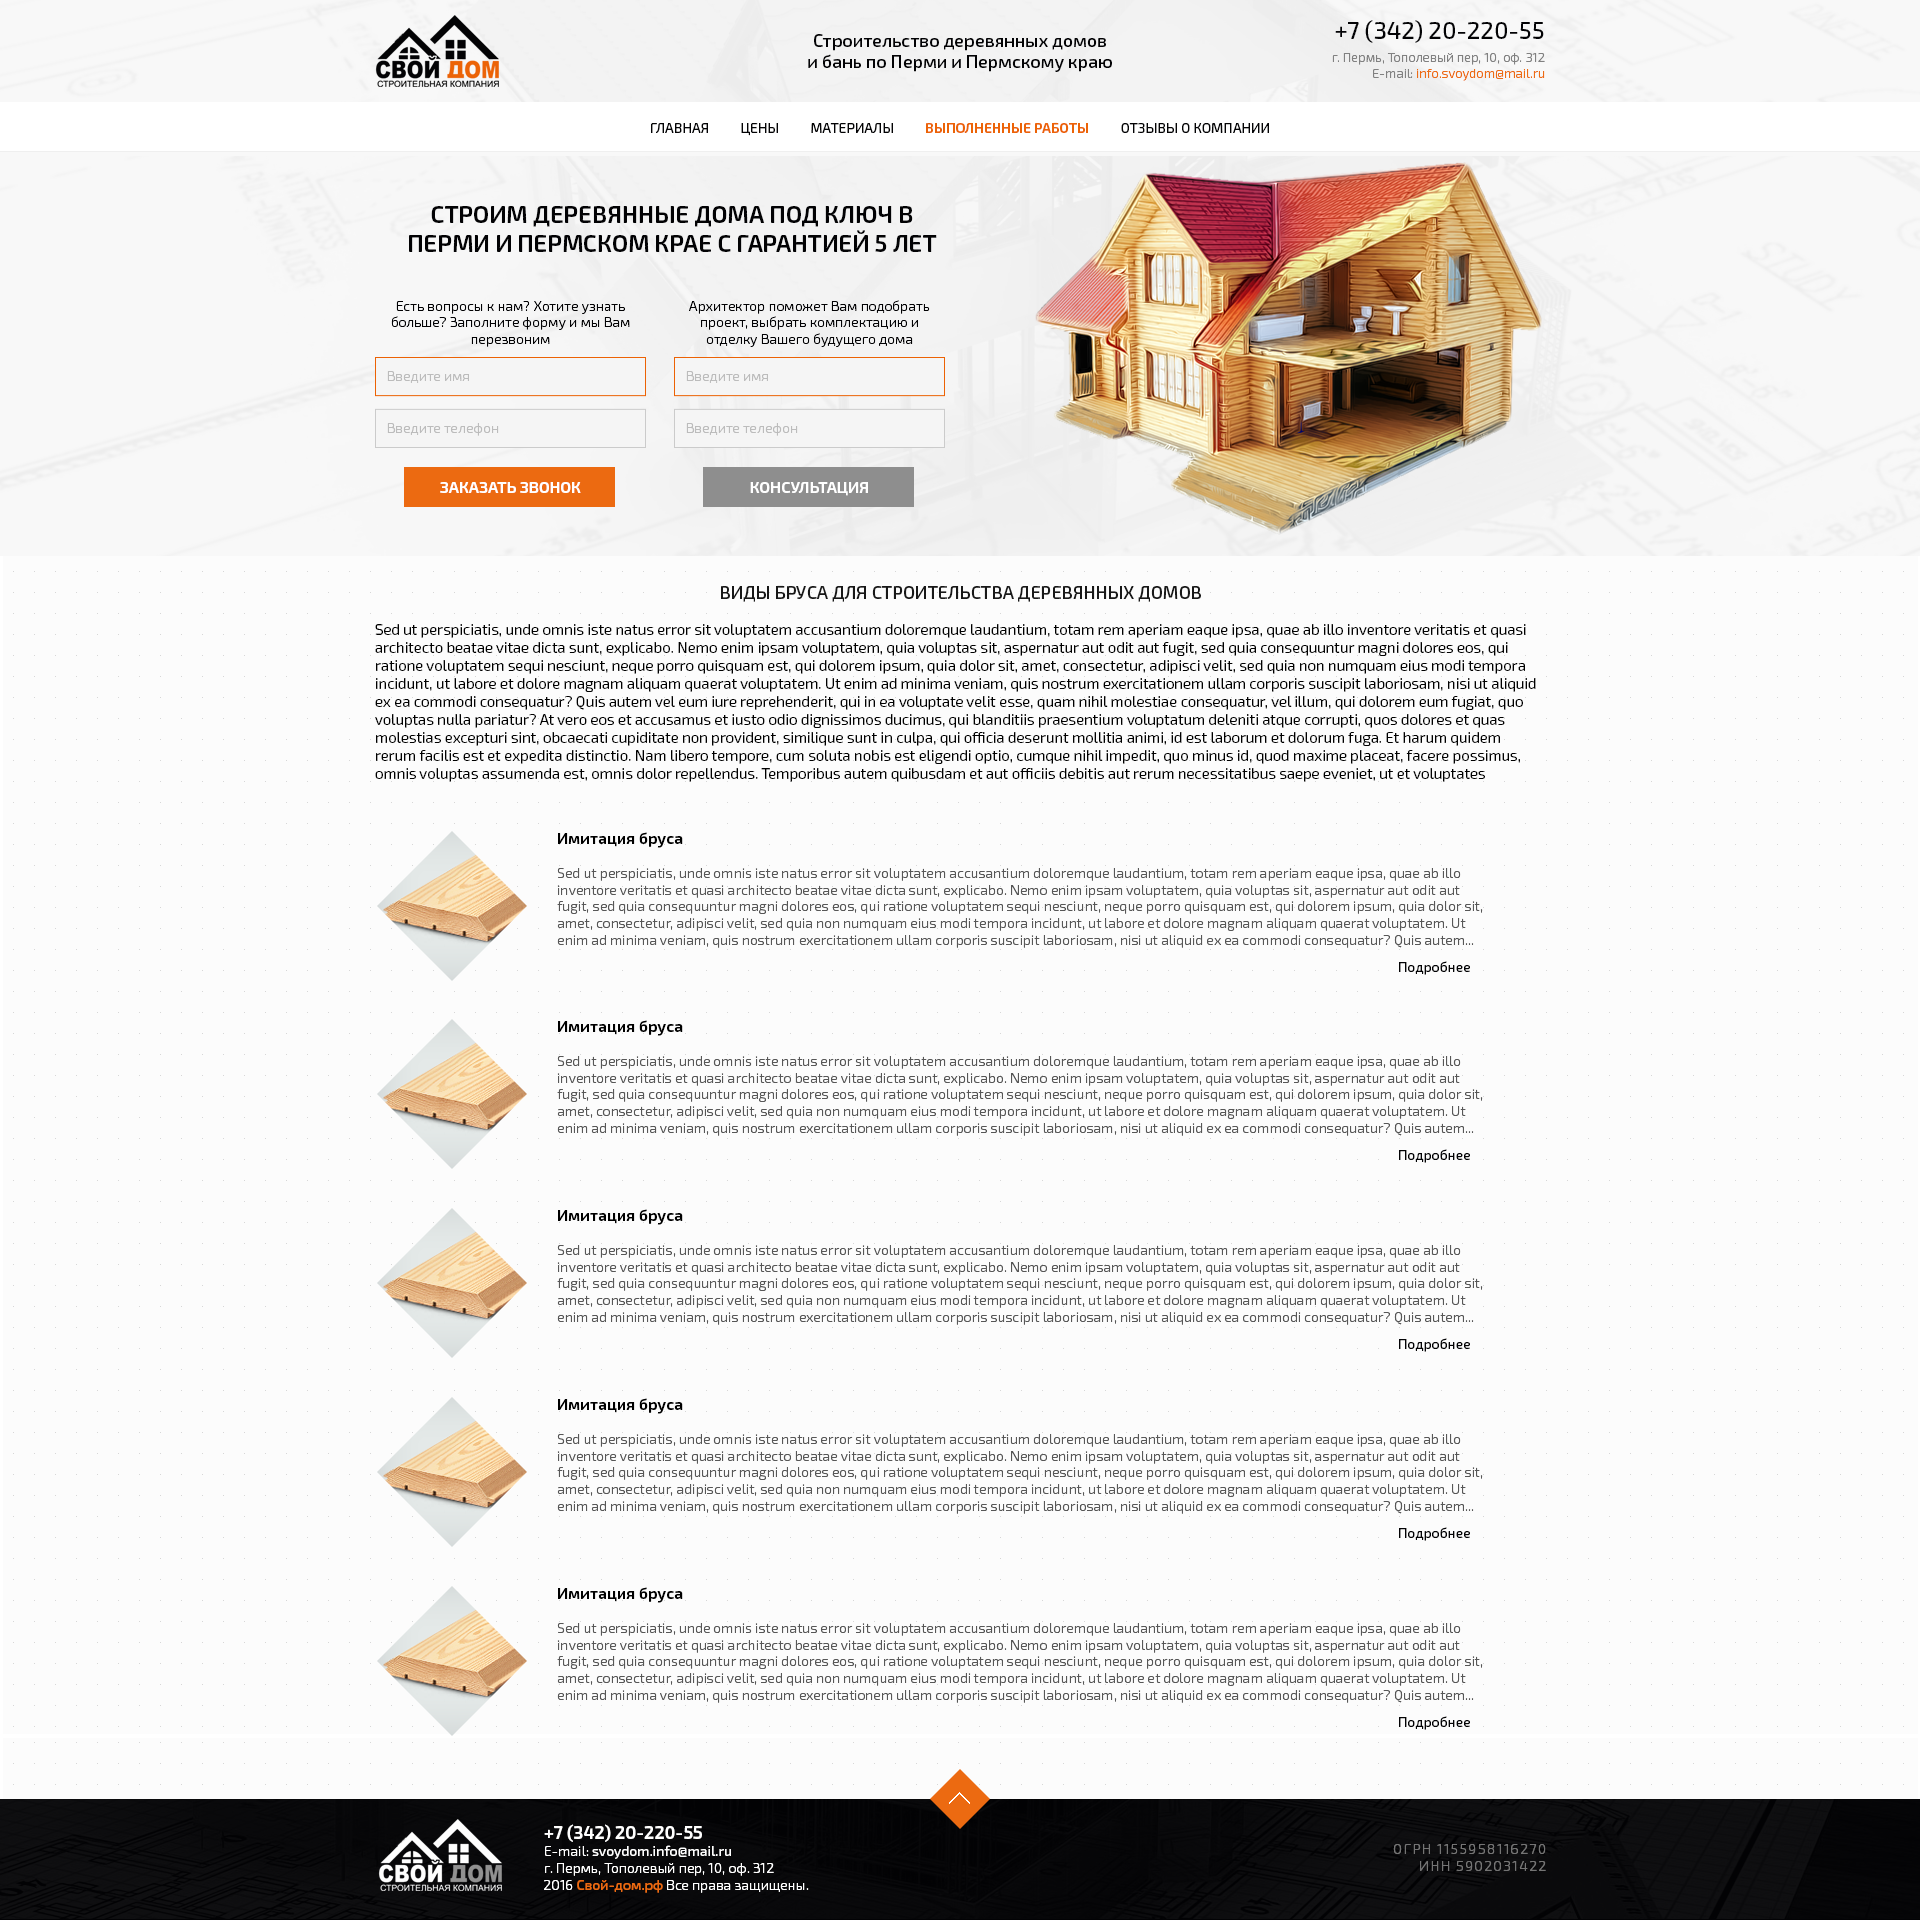 СВОЙ ДОМ
СТРОИТЕЛЬНАЯ КОМПАНИЯ
Строительство деревянных домов
и бань по Перми и Пермскому краю
+7 (342) 20-220-55
г. Пермь, Тополевый пер, 10, оф. 312
E-mail: info.svoydom@mail.ru
ГЛАВНАЯ ЦЕНЫ МАТЕРИАЛЫ ВЫПОЛНЕННЫЕ РАБОТЫ ОТЗЫВЫ О КОМПАНИИ
СТРОИМ ДЕРЕВЯННЫЕ ДОМА ПОД КЛЮЧ В
ПЕРМИ И ПЕРМСКОМ КРАЕ С ГАРАНТИЕЙ 5 ЛЕТ
Есть вопросы к нам? Хотите узнать
больше? Заполните форму и мы Вам
перезвоним
Введите имя
Введите телефон
ЗАКАЗАТЬ ЗВОНОК
Архитектор поможет Вам подобрать
проект, выбрать комплектацию и
отделку Вашего будущего дома
Введите имя
Введите телефон
КОНСУЛЬТАЦИЯ
ВИДЫ БРУСА ДЛЯ СТРОИТЕЛЬСТВА ДЕРЕВЯННЫХ ДОМОВ
Sed ut perspiciatis, unde omnis iste natus error sit voluptatem accusantium doloremque laudantium, totam rem aperiam eaque ipsa, quae ab illo inventore veritatis et quasi
architecto beatae vitae dicta sunt, explicabo. Nemo enim ipsam voluptatem, quia voluptas sit, aspernatur aut odit aut fugit, sed quia consequuntur magni dolores eos, qui
ratione voluptatem sequi nesciunt, neque porro quisquam est, qui dolorem ipsum, quia dolor sit, amet, consectetur, adipisci velit, sed quia non numquam eius modi tempora
incidunt, ut labore et dolore magnam aliquam quaerat voluptatem. Ut enim ad minima veniam, quis nostrum exercitationem ullam corporis suscipit laboriosam, nisi ut aliquid
ex ea commodi consequatur? Quis autem vel eum iure reprehenderit, qui in ea voluptate velit esse, quam nihil molestiae consequatur, vel illum, qui dolorem eum fugiat, quo
voluptas nulla pariatur? At vero eos et accusamus et iusto odio dignissimos ducimus, qui blanditiis praesentium voluptatum deleniti atque corrupti, quos dolores et quas
molestias excepturi sint, obcaecati cupiditate non provident, similique sunt in culpa, qui officia deserunt mollitia animi, id est laborum et dolorum fuga. Et harum quidem
rerum facilis est et expedita distinctio. Nam libero tempore, cum soluta nobis est eligendi optio, cumque nihil impedit, quo minus id, quod maxime placeat, facere possimus,
omnis voluptas assumenda est, omnis dolor repellendus. Temporibus autem quibusdam et aut officiis debitis aut rerum necessitatibus saepe eveniet, ut et voluptates
Имитация бруса
Sed ut perspiciatis, unde omnis iste natus error sit voluptatem accusantium doloremque laudantium, totam rem aperiam eaque ipsa, quae ab illo
inventore veritatis et quasi architecto beatae vitae dicta sunt, explicabo. Nemo enim ipsam voluptatem, quia voluptas sit, aspernatur aut odit aut
fugit, sed quia consequuntur magni dolores eos, qui ratione voluptatem sequi nesciunt, neque porro quisquam est, qui dolorem ipsum, quia dolor sit,
amet, consectetur, adipisci velit, sed quia non numquam eius modi tempora incidunt, ut labore et dolore magnam aliquam quaerat voluptatem. Ut
enim ad minima veniam, quis nostrum exercitationem ullam corporis suscipit laboriosam, nisi ut aliquid ex ea commodi consequatur? Quis autem...
Подробнее
Имитация бруса
Sed ut perspiciatis, unde omnis iste natus error sit voluptatem accusantium doloremque laudantium, totam rem aperiam eaque ipsa, quae ab illo
inventore veritatis et quasi architecto beatae vitae dicta sunt, explicabo. Nemo enim ipsam voluptatem, quia voluptas sit, aspernatur aut odit aut
fugit, sed quia consequuntur magni dolores eos, qui ratione voluptatem sequi nesciunt, neque porro quisquam est, qui dolorem ipsum, quia dolor sit,
amet, consectetur, adipisci velit, sed quia non numquam eius modi tempora incidunt, ut labore et dolore magnam aliquam quaerat voluptatem. Ut
enim ad minima veniam, quis nostrum exercitationem ullam corporis suscipit laboriosam, nisi ut aliquid ex ea commodi consequatur? Quis autem...
Подробнее
Имитация бруса
Sed ut perspiciatis, unde omnis iste natus error sit voluptatem accusantium doloremque laudantium, totam rem aperiam eaque ipsa, quae ab illo
inventore veritatis et quasi architecto beatae vitae dicta sunt, explicabo. Nemo enim ipsam voluptatem, quia voluptas sit, aspernatur aut odit aut
fugit, sed quia consequuntur magni dolores eos, qui ratione voluptatem sequi nesciunt, neque porro quisquam est, qui dolorem ipsum, quia dolor sit,
amet, consectetur, adipisci velit, sed quia non numquam eius modi tempora incidunt, ut labore et dolore magnam aliquam quaerat voluptatem. Ut
enim ad minima veniam, quis nostrum exercitationem ullam corporis suscipit laboriosam, nisi ut aliquid ex ea commodi consequatur? Quis autem...
Подробнее
Имитация бруса
Sed ut perspiciatis, unde omnis iste natus error sit voluptatem accusantium doloremque laudantium, totam rem aperiam eaque ipsa, quae ab illo
inventore veritatis et quasi architecto beatae vitae dicta sunt, explicabo. Nemo enim ipsam voluptatem, quia voluptas sit, aspernatur aut odit aut
fugit, sed quia consequuntur magni dolores eos, qui ratione voluptatem sequi nesciunt, neque porro quisquam est, qui dolorem ipsum, quia dolor sit,
amet, consectetur, adipisci velit, sed quia non numquam eius modi tempora incidunt, ut labore et dolore magnam aliquam quaerat voluptatem. Ut
enim ad minima veniam, quis nostrum exercitationem ullam corporis suscipit laboriosam, nisi ut aliquid ex ea commodi consequatur? Quis autem...
Подробнее
Имитация бруса
Sed ut perspiciatis, unde omnis iste natus error sit voluptatem accusantium doloremque laudantium, totam rem aperiam eaque ipsa, quae ab illo
inventore veritatis et quasi architecto beatae vitae dicta sunt, explicabo. Nemo enim ipsam voluptatem, quia voluptas sit, aspernatur aut odit aut
fugit, sed quia consequuntur magni dolores eos, qui ratione voluptatem sequi nesciunt, neque porro quisquam est, qui dolorem ipsum, quia dolor sit,
amet, consectetur, adipisci velit, sed quia non numquam eius modi tempora incidunt, ut labore et dolore magnam aliquam quaerat voluptatem. Ut
enim ad minima veniam, quis nostrum exercitationem ullam corporis suscipit laboriosam, nisi ut aliquid ex ea commodi consequatur? Quis autem...
Подробнее
СВОЙ ДОМ
СТРОИТЕЛЬНАЯ КОМПАНИЯ
+7 (342) 20-220-55
E-mail: svoydom.info@mail.ru
г. Пермь, Тополевый пер, 10, оф. 312
2016 Свой-дом.рф Все права защищены.
ОГРН 1155958116270
ИНН 5902031422